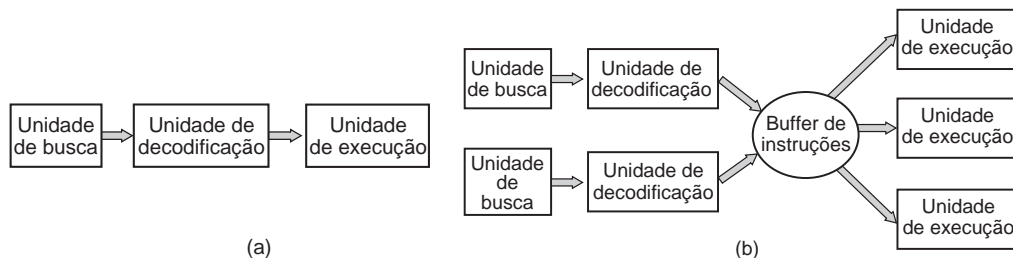 Unidade
de busca
Unidade de
decodificação
Unidade
de execução
(a)
Unidade
de busca
Unidade de
decodificação
Unidade
de
busca
Unidade de
decodificação
Buffer de
instruções
Unidade
de execução
Unidade
de execução
Unidade
de execução
(b)